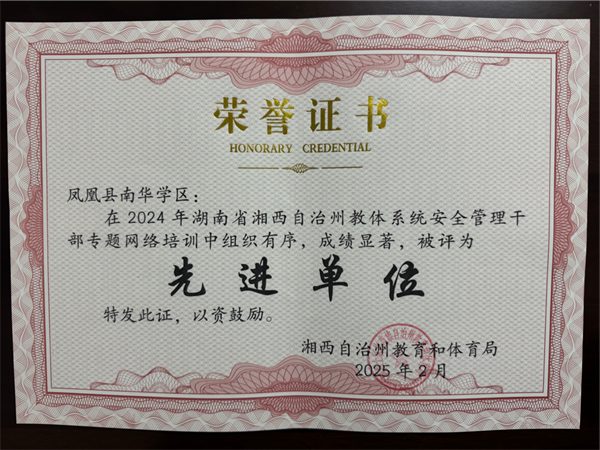 荣誉证书
HONORARY CREDENTIAL
凤凰县南华学区：
在 2024 年湖南省湘西自治州教体系统安全管理干
部专题网络培训中组织有序，成绩显著，被评为
先进单位
特发此证，以资鼓励。
湘西自治州教育和体育局
2025 年 2 月